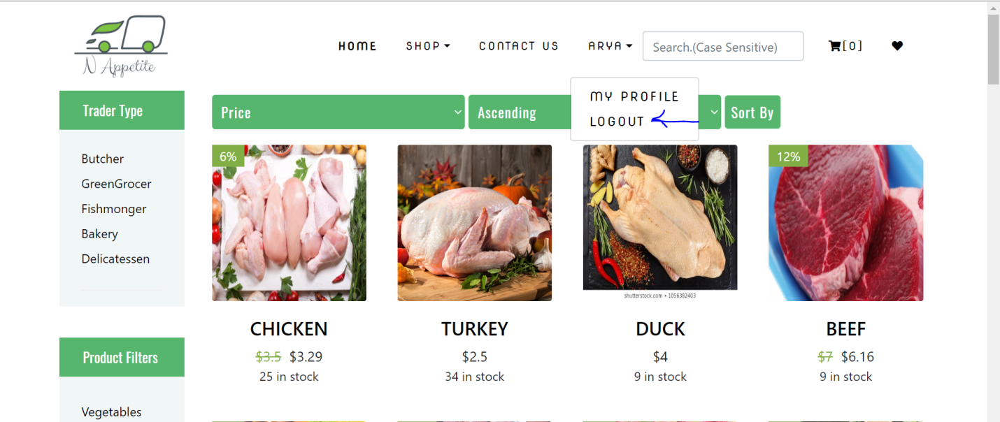 N Appetite
HOME SHOP CONTACT US ARYA Search.(Case Sensitive) [0]
MY PROFILE
LOGOUT
Trader Type
Butcher
GreenGrocer
Fishmonger
Bakery
Delicatessen
Product Filters
Vegetables
Price Ascending Sort By
6% 12%
shutterstock.com • 1056382403
CHICKEN TURKEY DUCK BEEF
$3.5 $3.29 $2.5 $4 $7 $6.16
25 in stock 34 in stock 9 in stock 9 in stock